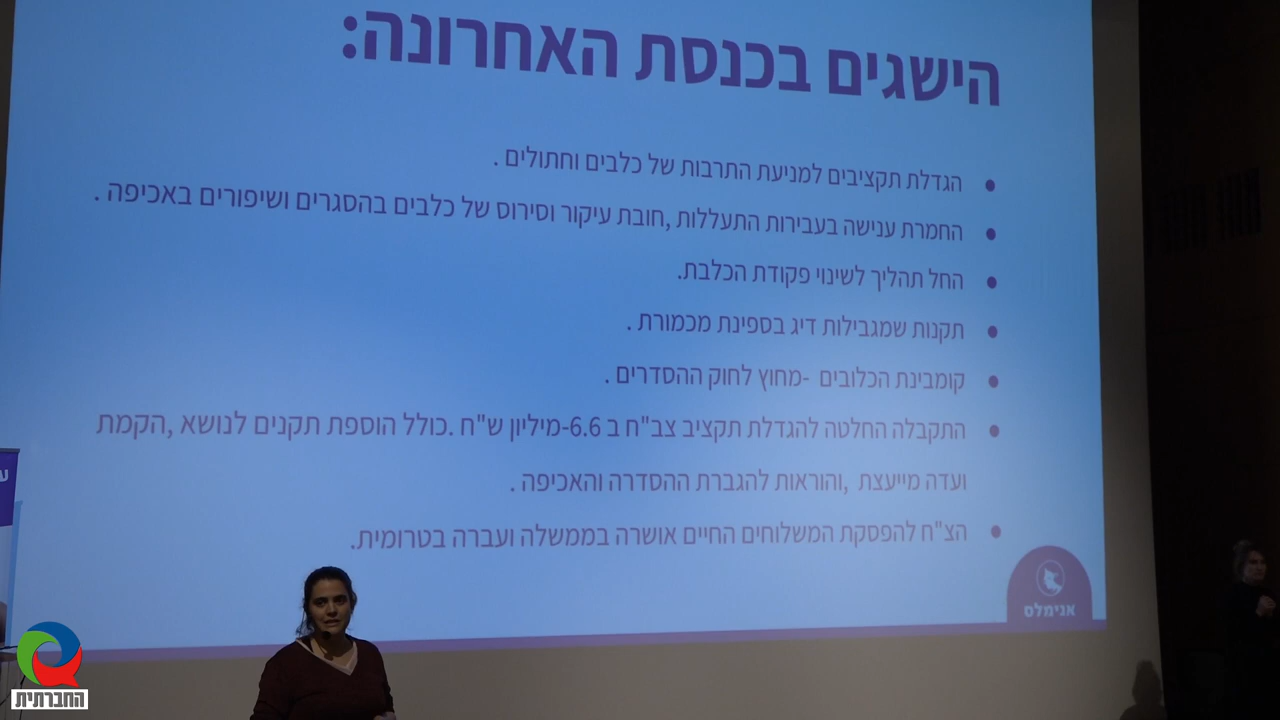 הישגים בכנסת האחרונה:
• הגדלת תקציבים למניעת התרבות של כלבים וחתולים .
• החמרת ענישה בעבירות התעללות ,חובת עיקור וסירוס של כלבים בהסגרים ושיפורים באכיפה .
• החל תהליך לשינוי פקודת הכלבת.
• תקנות שמגבילות דיג בספינת מכמורת .
• קומבינת הכלובים -מחוץ לחוק ההסדרים .
• התקבלה החלטה להגדלת תקציב צב"ח ב 6.6-מיליון ש"ח .כולל הוספת תקנים לנושא ,הקמת
ועדה מייעצת ,והוראות להגברת ההסדרה והאכיפה .
• הצ"ח להפסקת המשלוחים החיים אושרה בממשלה ועברה בטרומית.
אנימלס
החברתית